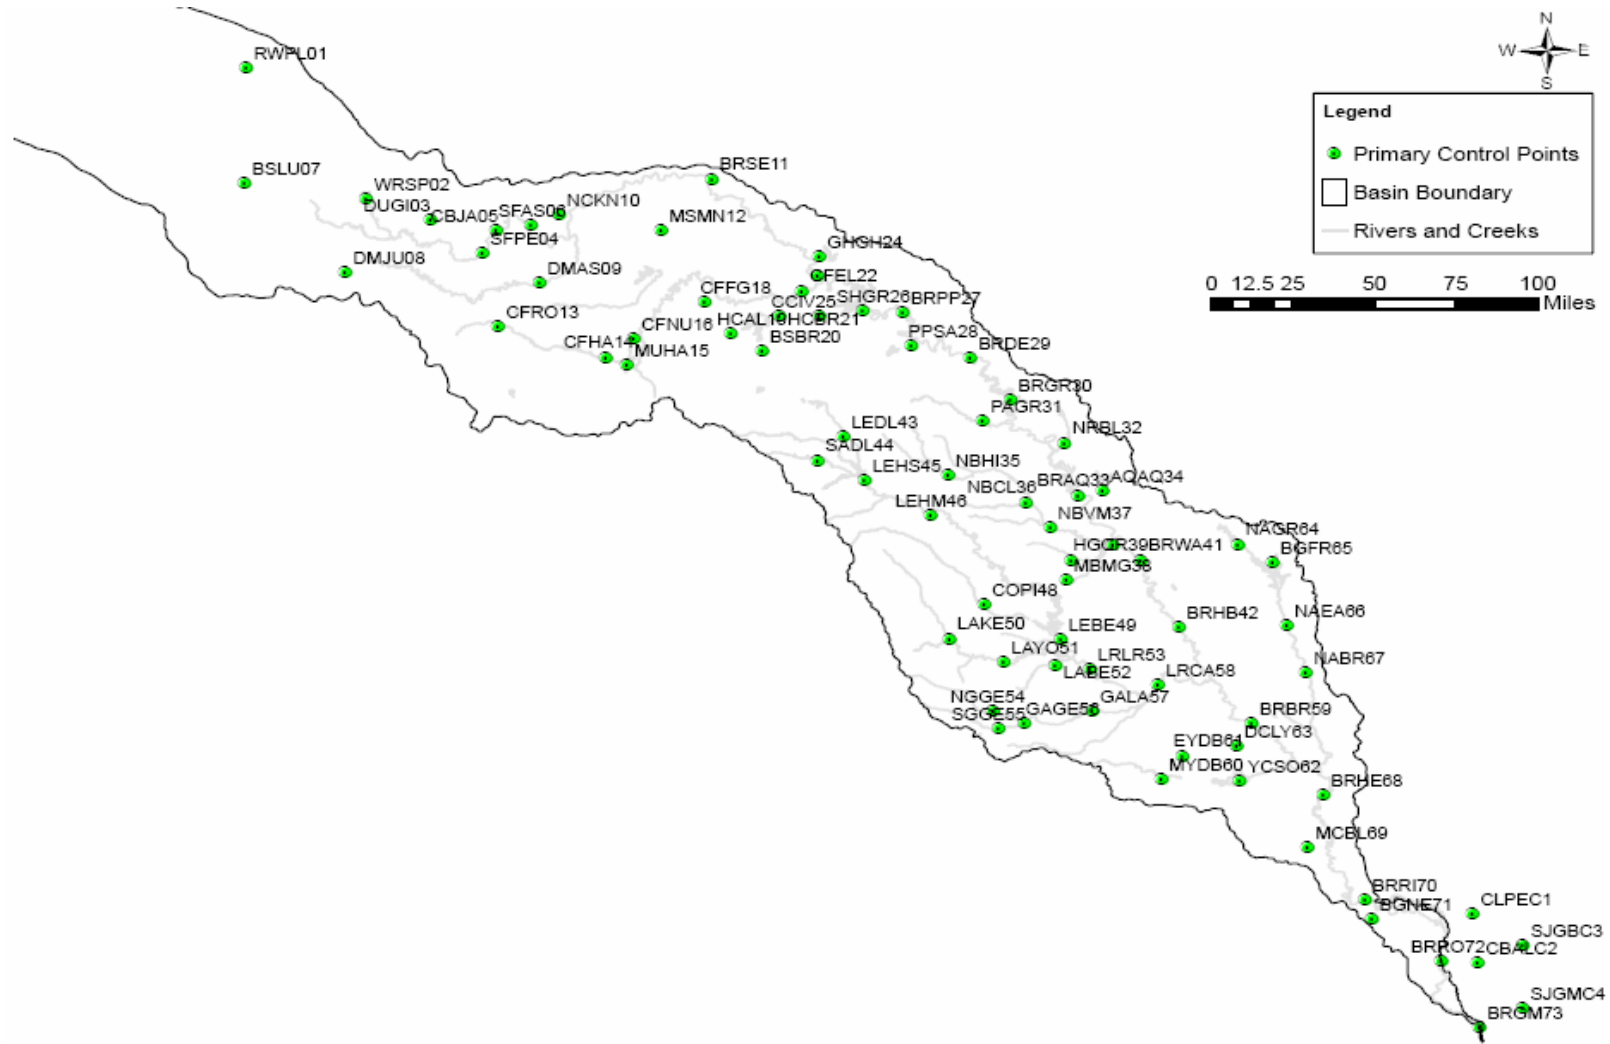 N
W E
S
RWPL01
Legend
Primary Control Points
Basin Boundary
Rivers and Creeks
0 12.5 25 50 75 100
Miles
BSLU07
BRSE11
WRSP02
DUGI03
CBJA05
SFAS06
NCKN10
MSMN12
SFPE04
GHGH24
DMJU08
DMAS09
CFEL22
CFFG18
CCIV25
SHGR26
BRPP27
CFRO13
CFNU16
HCAL19
HCBR21
CFHA14
MUHA15
BSBR20
PPSA28
BRDE29
BRGR30
PAGR31
LEDL43
NRBL32
SADL44
LEHS45
NBHI35
NBCL36
BRAQ33
AQAQ34
LEHM46
NBVM37
NAGR64
HGCR39
BRWA41
BGFR65
MBMG38
COPI48
BRHB42
NAEA66
LAKE50
LEBE49
LAYO51
LRLR53
LABE52
LRCA58
NABR67
NGGE54
GAGE56
GALA57
SGGE55
BRBR59
DCLY63
EYDB61
MYDB60
YCSO62
BRHE68
MCBL69
BRRI70
BGNE71
CLPEC1
SJGBC3
BRRO72
CBALC2
SJGMC4
BRGM73